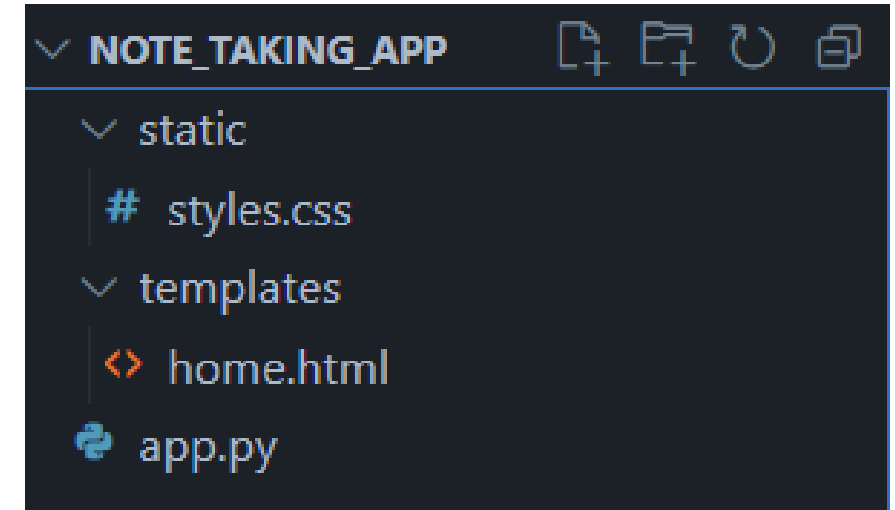 NOTE_TAKING_APP
static
# styles.css
templates
<> home.html
app.py